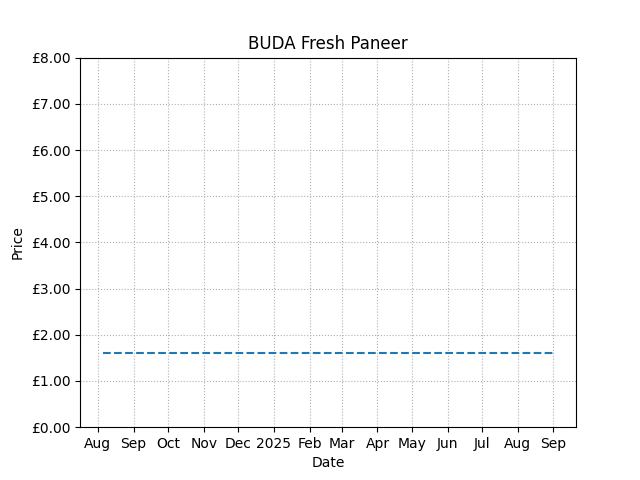 BUDA Fresh Paneer
£8.00
£7.00
£6.00
£5.00
£4.00
£3.00
£2.00
£1.00
£0.00
Price
Aug Sep Oct Nov Dec 2025 Feb Mar Apr May Jun Jul Aug Sep
Date